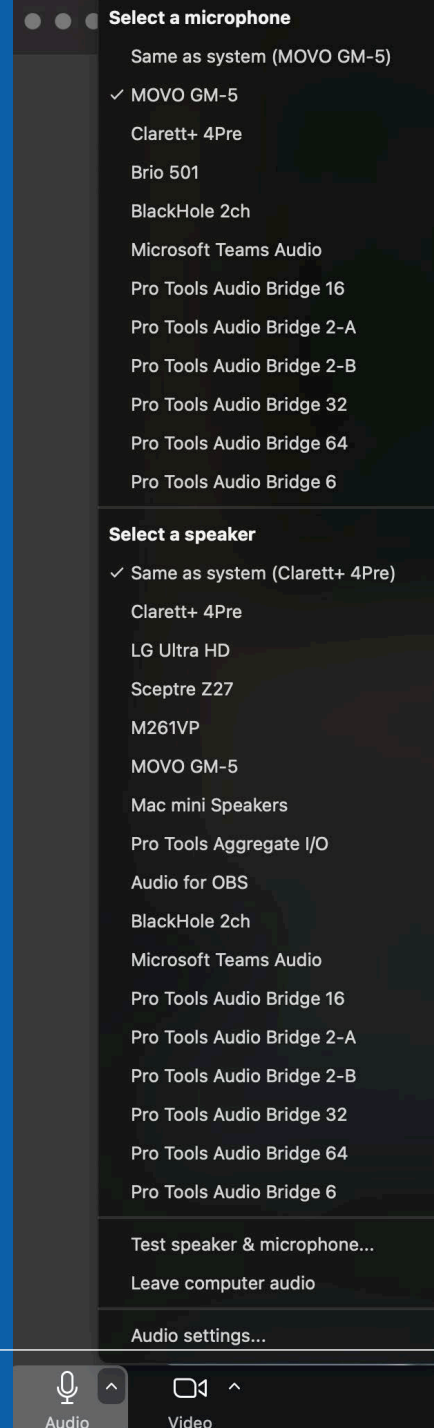 Select a microphone
Same as system (MOVO GM-5)
✓ MOVO GM-5
Clarett+ 4Pre
Brio 501
BlackHole 2ch
Microsoft Teams Audio
Pro Tools Audio Bridge 16
Pro Tools Audio Bridge 2-A
Pro Tools Audio Bridge 2-B
Pro Tools Audio Bridge 32
Pro Tools Audio Bridge 64
Pro Tools Audio Bridge 6
Select a speaker
✓ Same as system (Clarett+ 4Pre)
Clarett+ 4Pre
LG Ultra HD
Sceptre Z27
M261VP
MOVO GM-5
Mac mini Speakers
Pro Tools Aggregate I/O
Audio for OBS
BlackHole 2ch
Microsoft Teams Audio
Pro Tools Audio Bridge 16
Pro Tools Audio Bridge 2-A
Pro Tools Audio Bridge 2-B
Pro Tools Audio Bridge 32
Pro Tools Audio Bridge 64
Pro Tools Audio Bridge 6
Test speaker & microphone...
Leave computer audio
Audio settings...
Audio Video